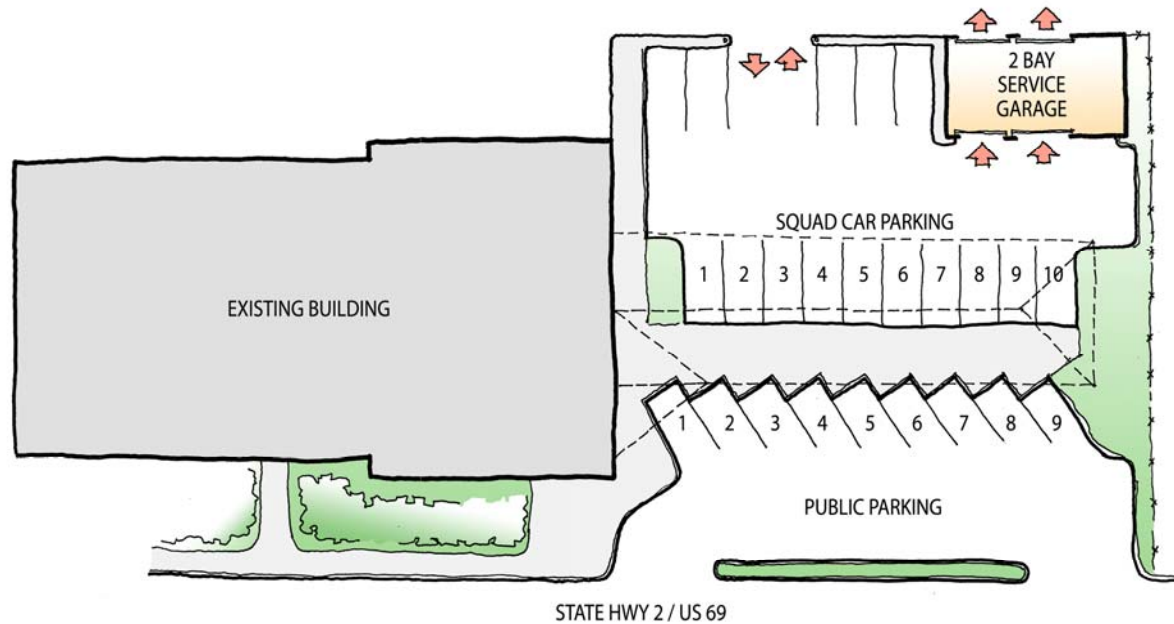 2 BAY
SERVICE
GARAGE
SQUAD CAR PARKING
1 2 3 4 5 6 7 8 9 10
EXISTING BUILDING
1 2 3 4 5 6 7 8 9
PUBLIC PARKING
STATE HWY 2 / US 69